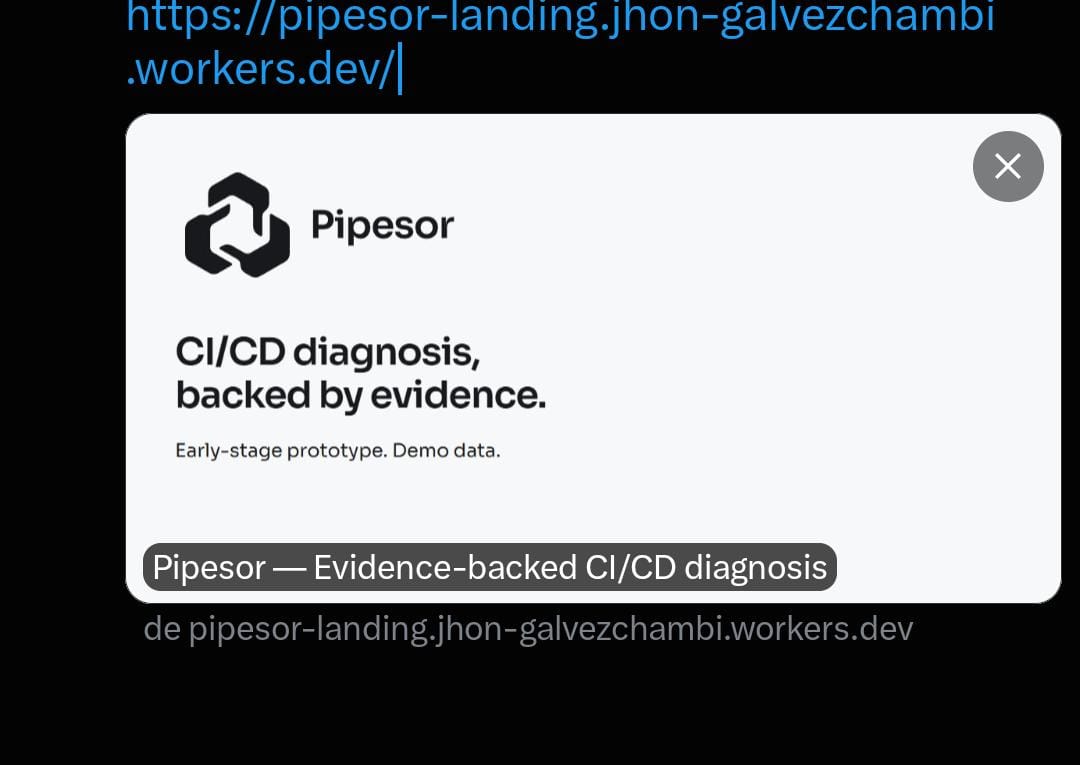 https://pipesor-landing.jhon-galvezchambi
.workers.dev/
Pipesor
CI/CD diagnosis,
backed by evidence.
Early-stage prototype. Demo data.
Pipesor — Evidence-backed CI/CD diagnosis
de pipesor-landing.jhon-galvezchambi.workers.dev